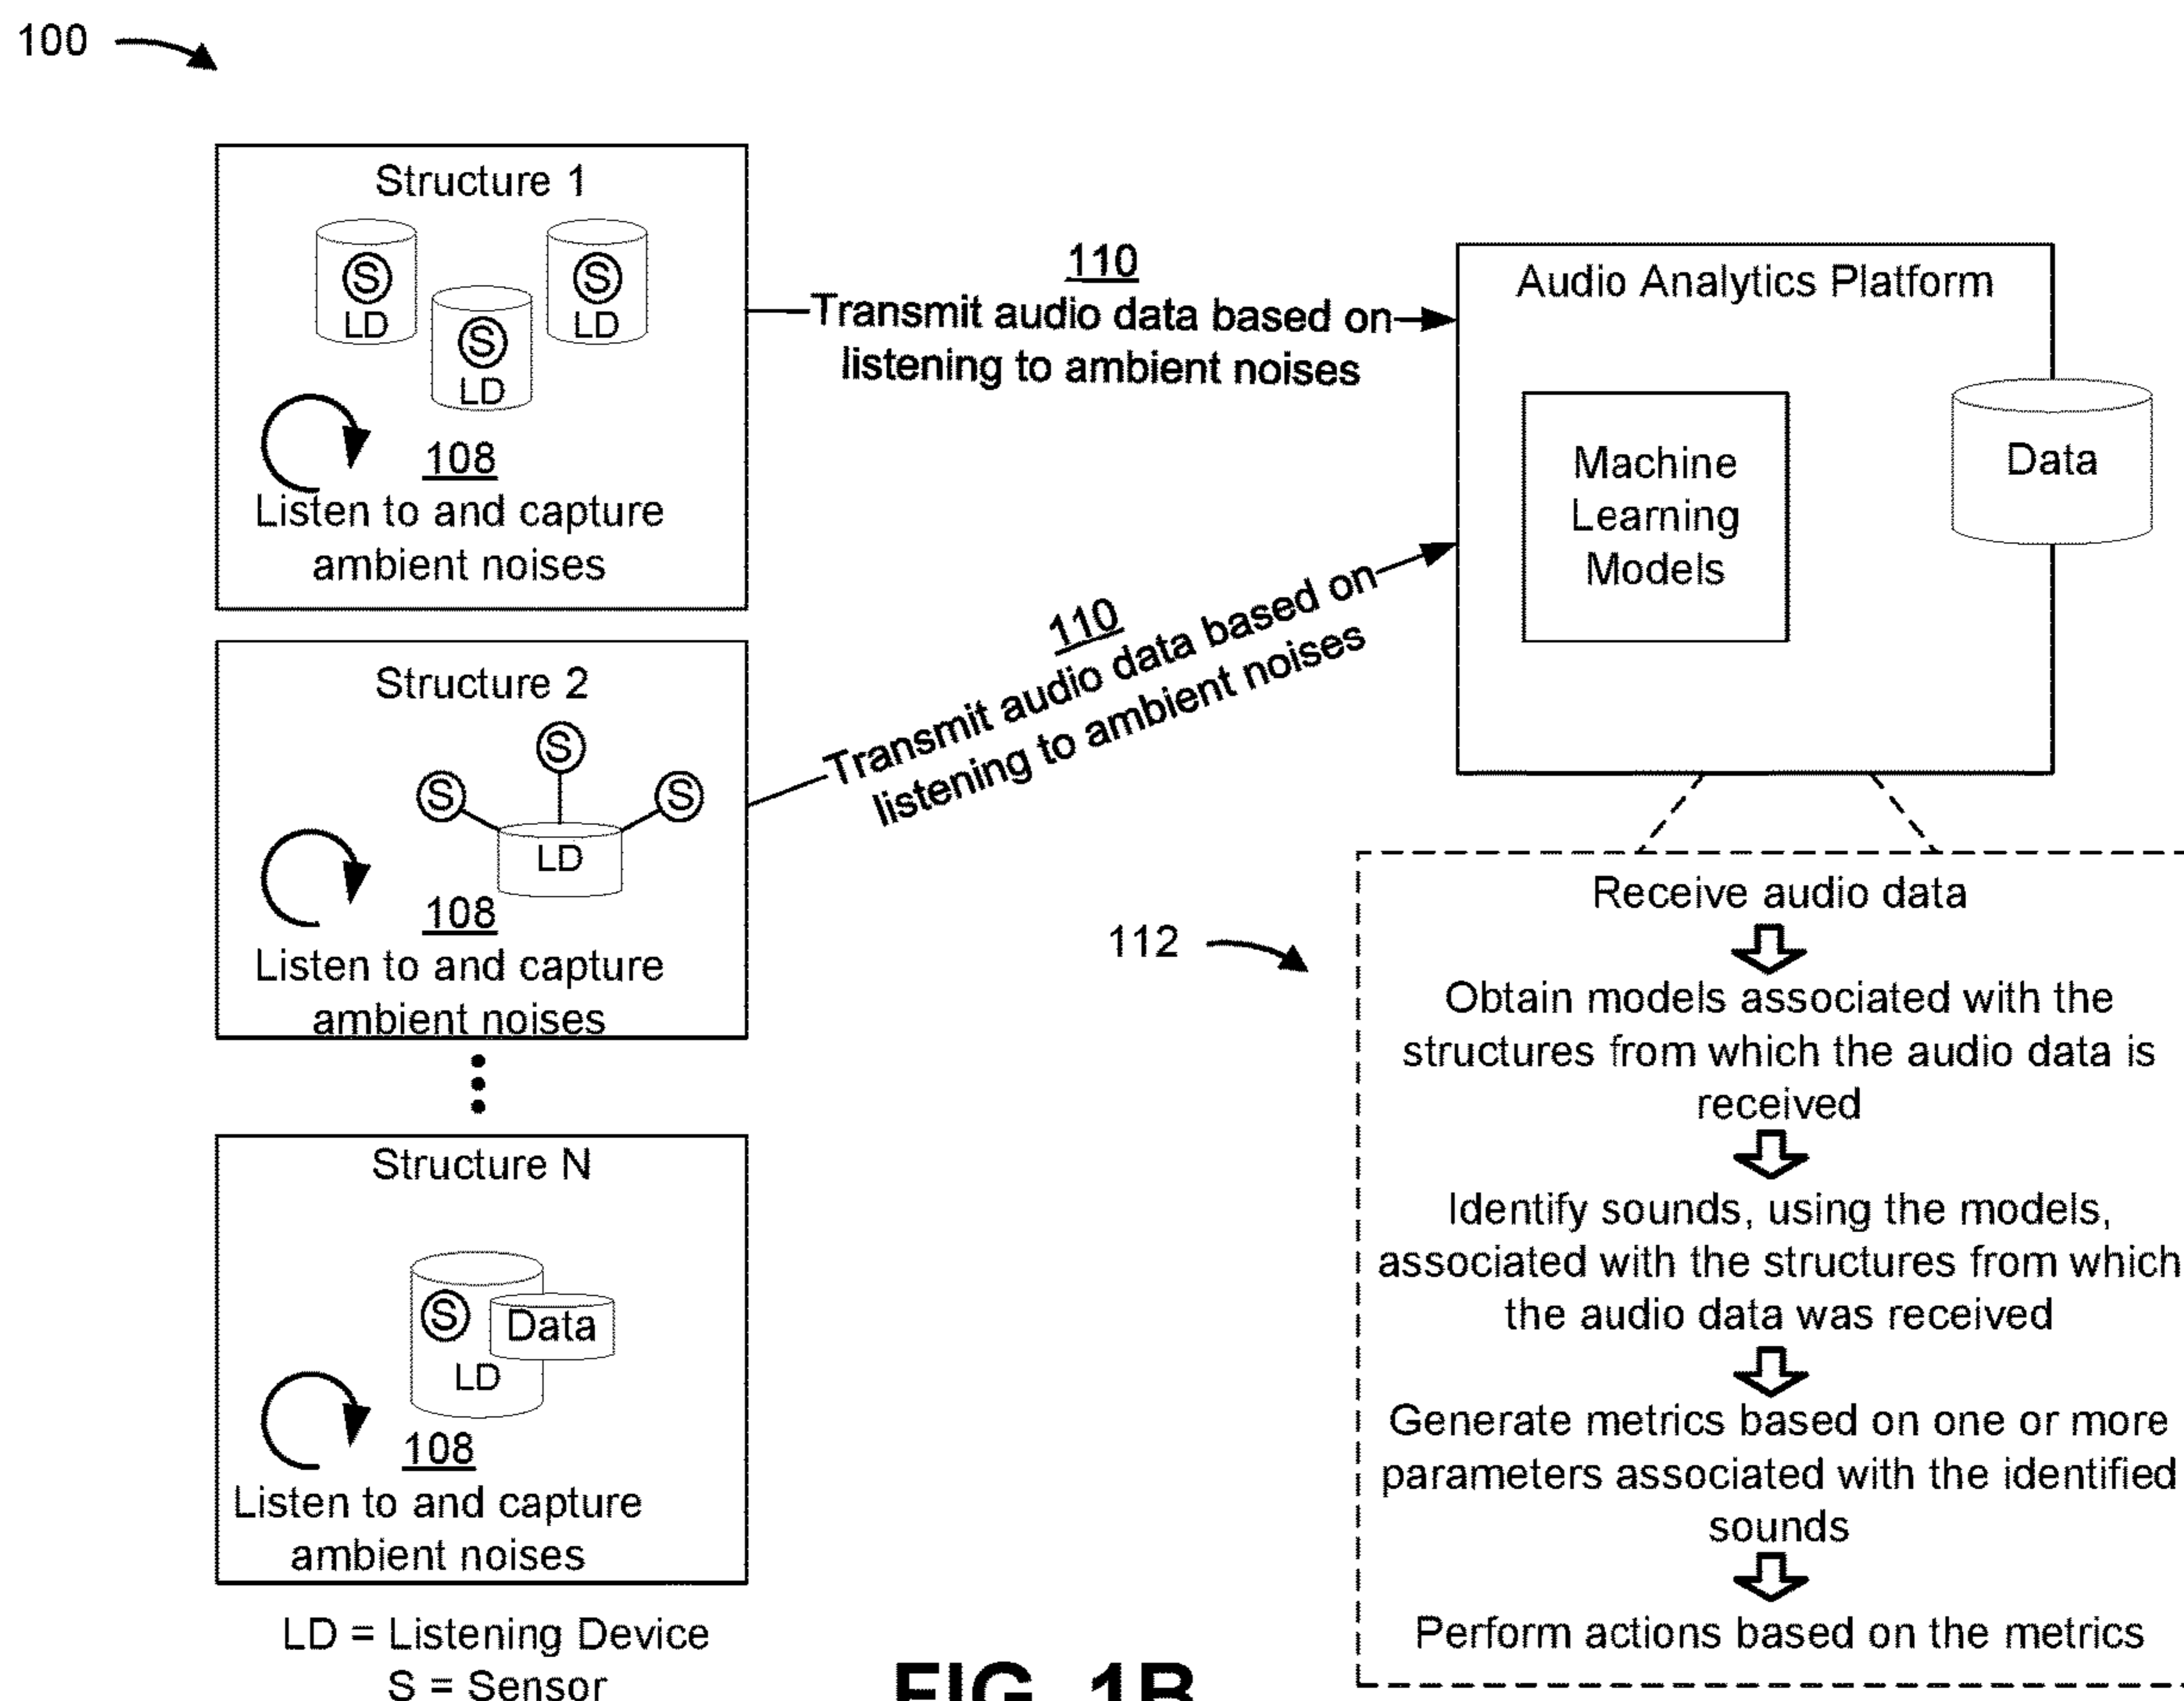 100
Structure 1
S
LD
S
LD
S
LD
108
Listen to and capture
ambient noises
110
Transmit audio data based on
listening to ambient noises
Audio Analytics Platform
Machine
Learning
Models
Data
Structure 2
S
S
S
LD
108
Listen to and capture
ambient noises
110
Transmit audio data based on
listening to ambient noises
Structure N
S
Data
LD
108
Listen to and capture
ambient noises
LD = Listening Device
S = Sensor
112
Receive audio data
Obtain models associated with the
structures from which the audio data is
received
Identify sounds, using the models,
associated with the structures from which
the audio data was received
Generate metrics based on one or more
parameters associated with the identified
sounds
Perform actions based on the metrics
FIG. 1B